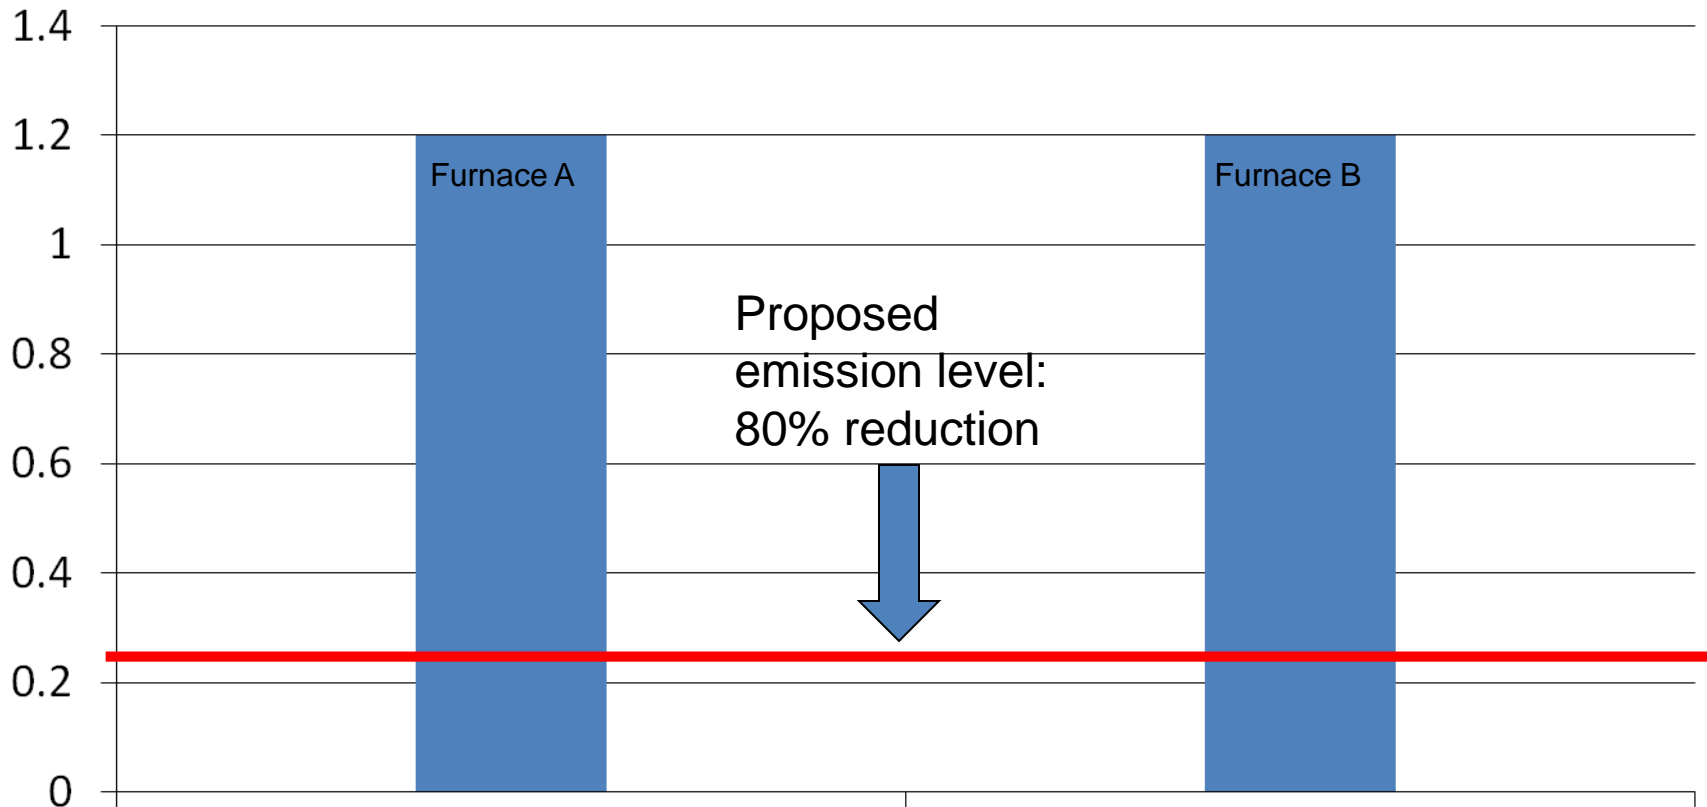 1.4
1.2
Furnace A
Furnace B
1
0.8
Proposed
emission level:
80% reduction
0.6
0.4
0.2
0